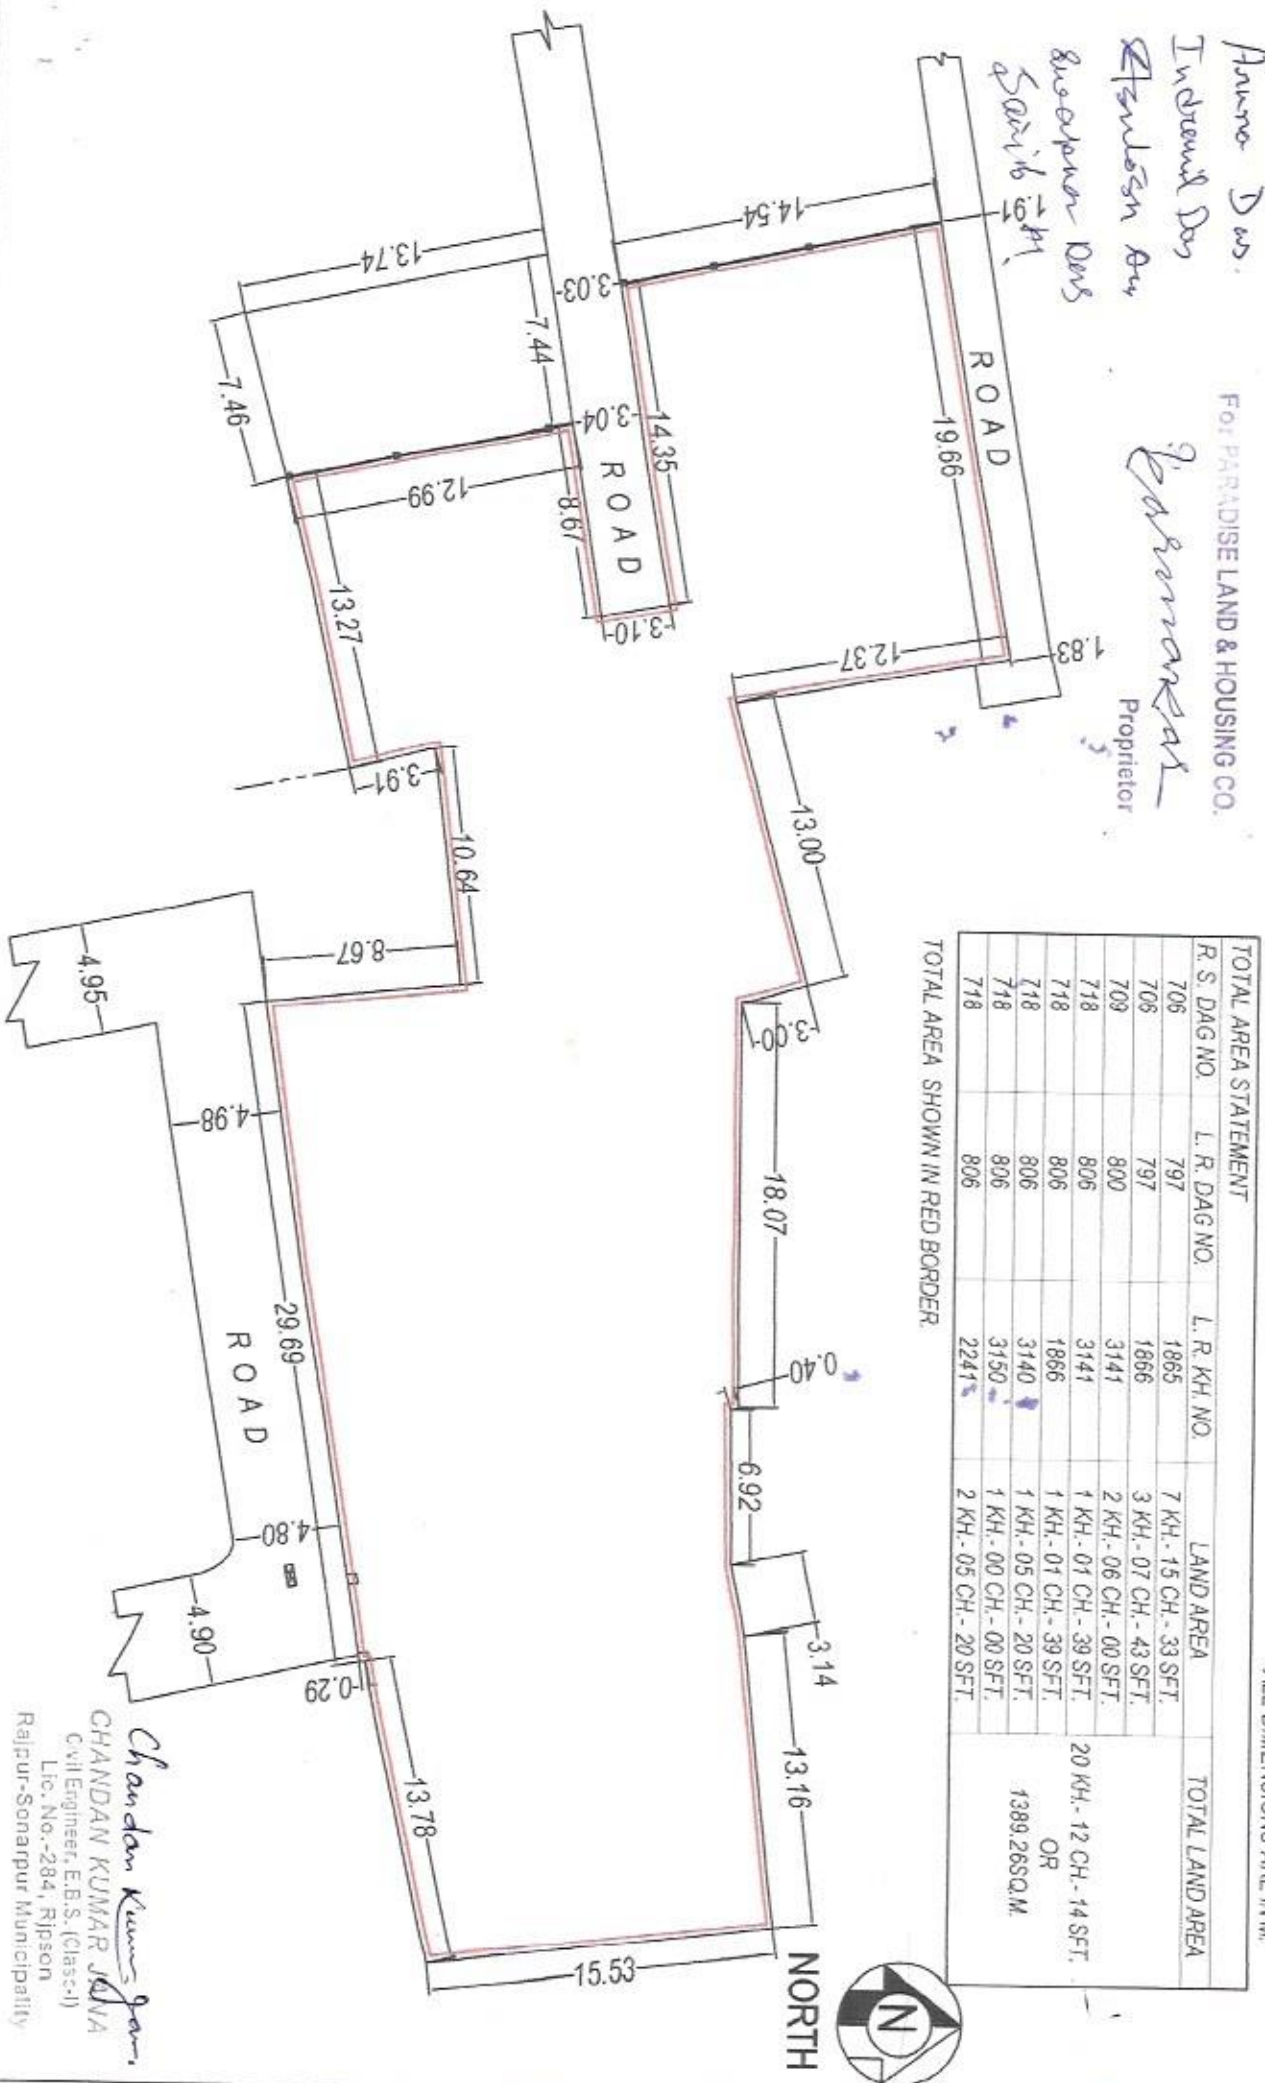 Aruna Das.
Indranil Das
For PARADISE LAND & HOUSING CO.
Proprietor
TOTAL AREA STATEMENT
R. S. DAG NO. L. R. DAG NO. L. R. KH. NO. LAND AREA TOTAL LAND AREA
706 797 1865 7 KH.- 15 CH.- 33 SFT.
706 797 1866 3 KH.- 07 CH.- 43 SFT.
709 800 3141 2 KH.- 06 CH.- 00 SFT.
718 806 3141 1 KH.- 01 CH.- 39 SFT.
718 806 1866 1 KH.- 01 CH.- 39 SFT.
718 806 3140 1 KH.- 05 CH.- 20 SFT.
718 806 3150 1 KH.- 00 CH.- 00 SFT.
718 806 2241 2 KH.- 05 CH.- 20 SFT.
20 KH.- 12 CH.- 14 SFT.
OR
1389.26SQ.M.
TOTAL AREA SHOWN IN RED BORDER.
NORTH
N
1.91
ROAD
19.66
1.83
14.54
12.37
13.00
3.00
18.07
0.40
6.92
3.14
13.16
15.53
3.03
14.35
3.04
ROAD
3.10
8.67
7.44
13.74
7.46
12.99
13.27
3.91
10.64
8.67
4.95
4.98
29.69
ROAD
4.80
4.90
0.29
13.78
Chandan Kumar Jana.
CHANDAN KUMAR JANA
Civil Engineer, E.B.S. (Class-I)
Lic. No.-284, Rjpson
Rajpur-Sonarpur Municipality